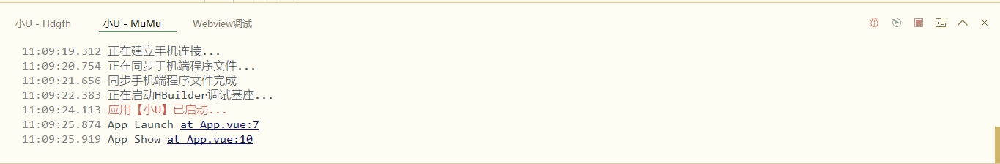 小U - Hdgfh 小U - MuMu Webview调试
11:09:19.312 正在建立手机连接...
11:09:20.754 正在同步手机端程序文件...
11:09:21.656 同步手机端程序文件完成
11:09:22.383 正在启动HBuilder调试基座...
11:09:24.113 应用【小U】已启动...
11:09:25.874 App Launch at App.vue:7
11:09:25.919 App Show at App.vue:10